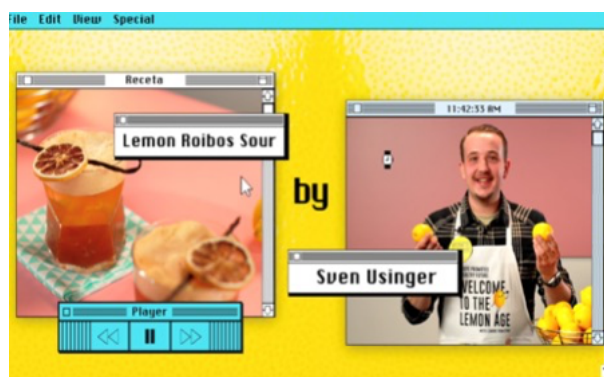 File Edit View Special
Receta
Lemon Roibos Sour
11:42:33 AM
by
Sven Usinger
WELCOME
TO THE
LEMON AGE
Player